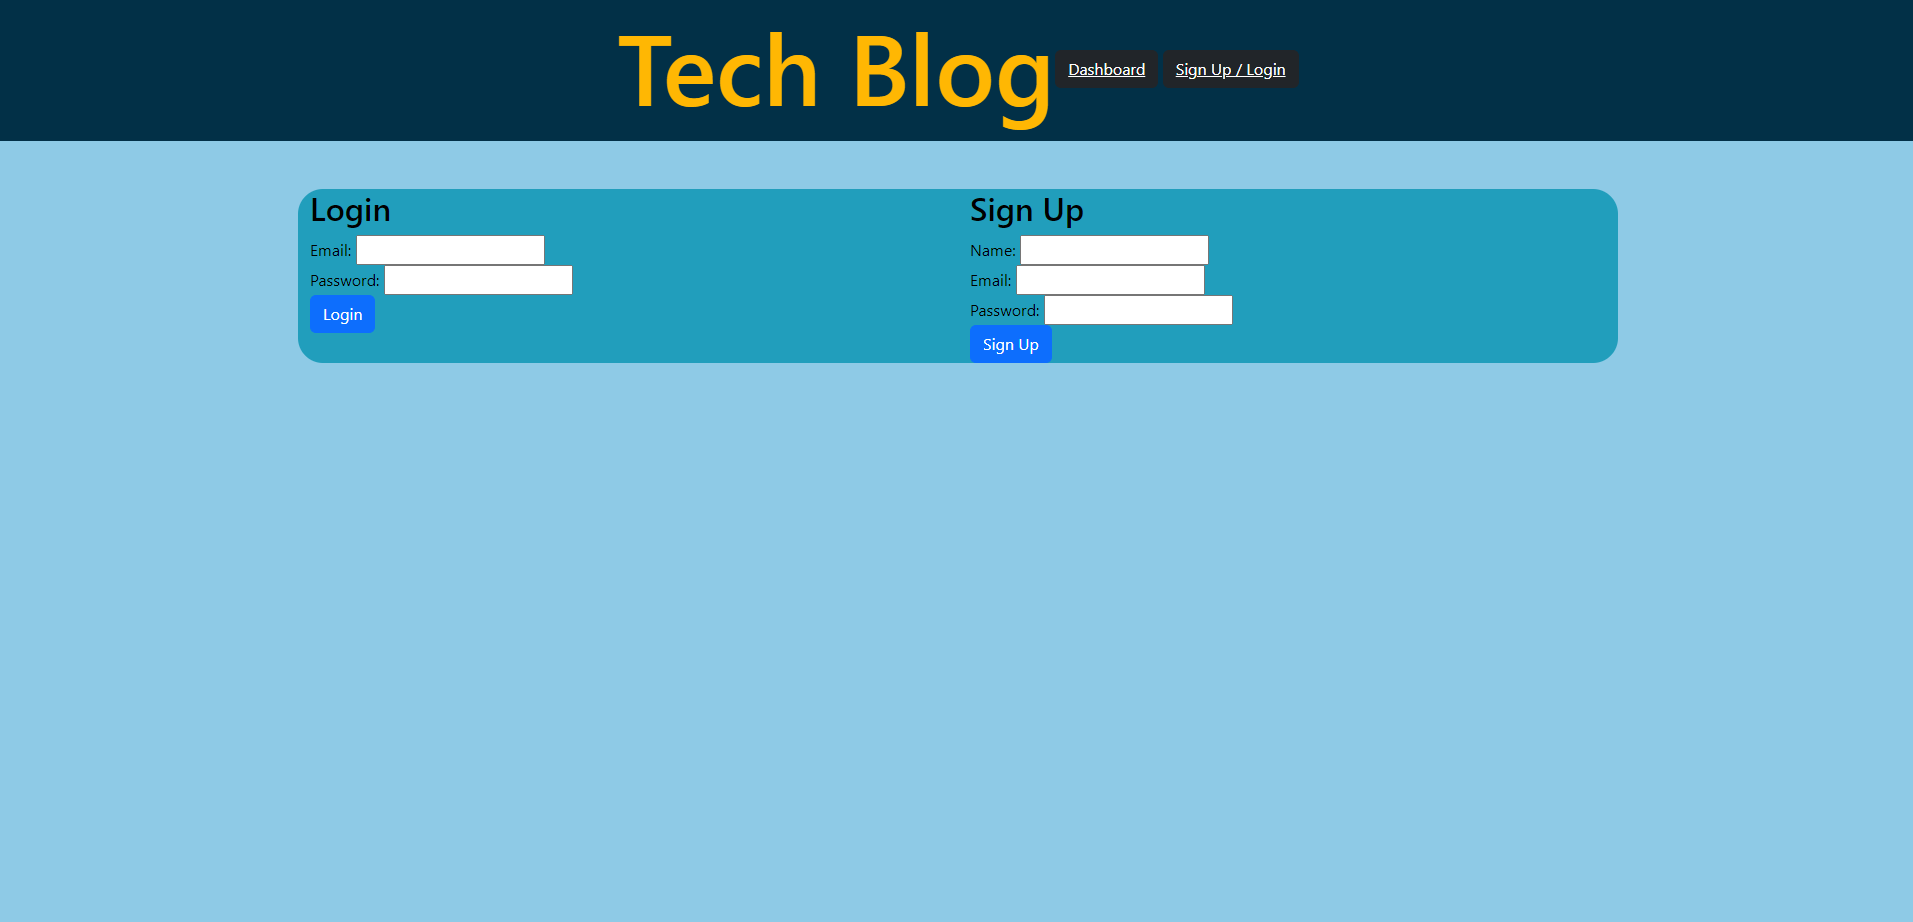 Tech Blog Dashboard Sign Up / Login
Login
Email:
Password:
Login
Sign Up
Name:
Email:
Password:
Sign Up